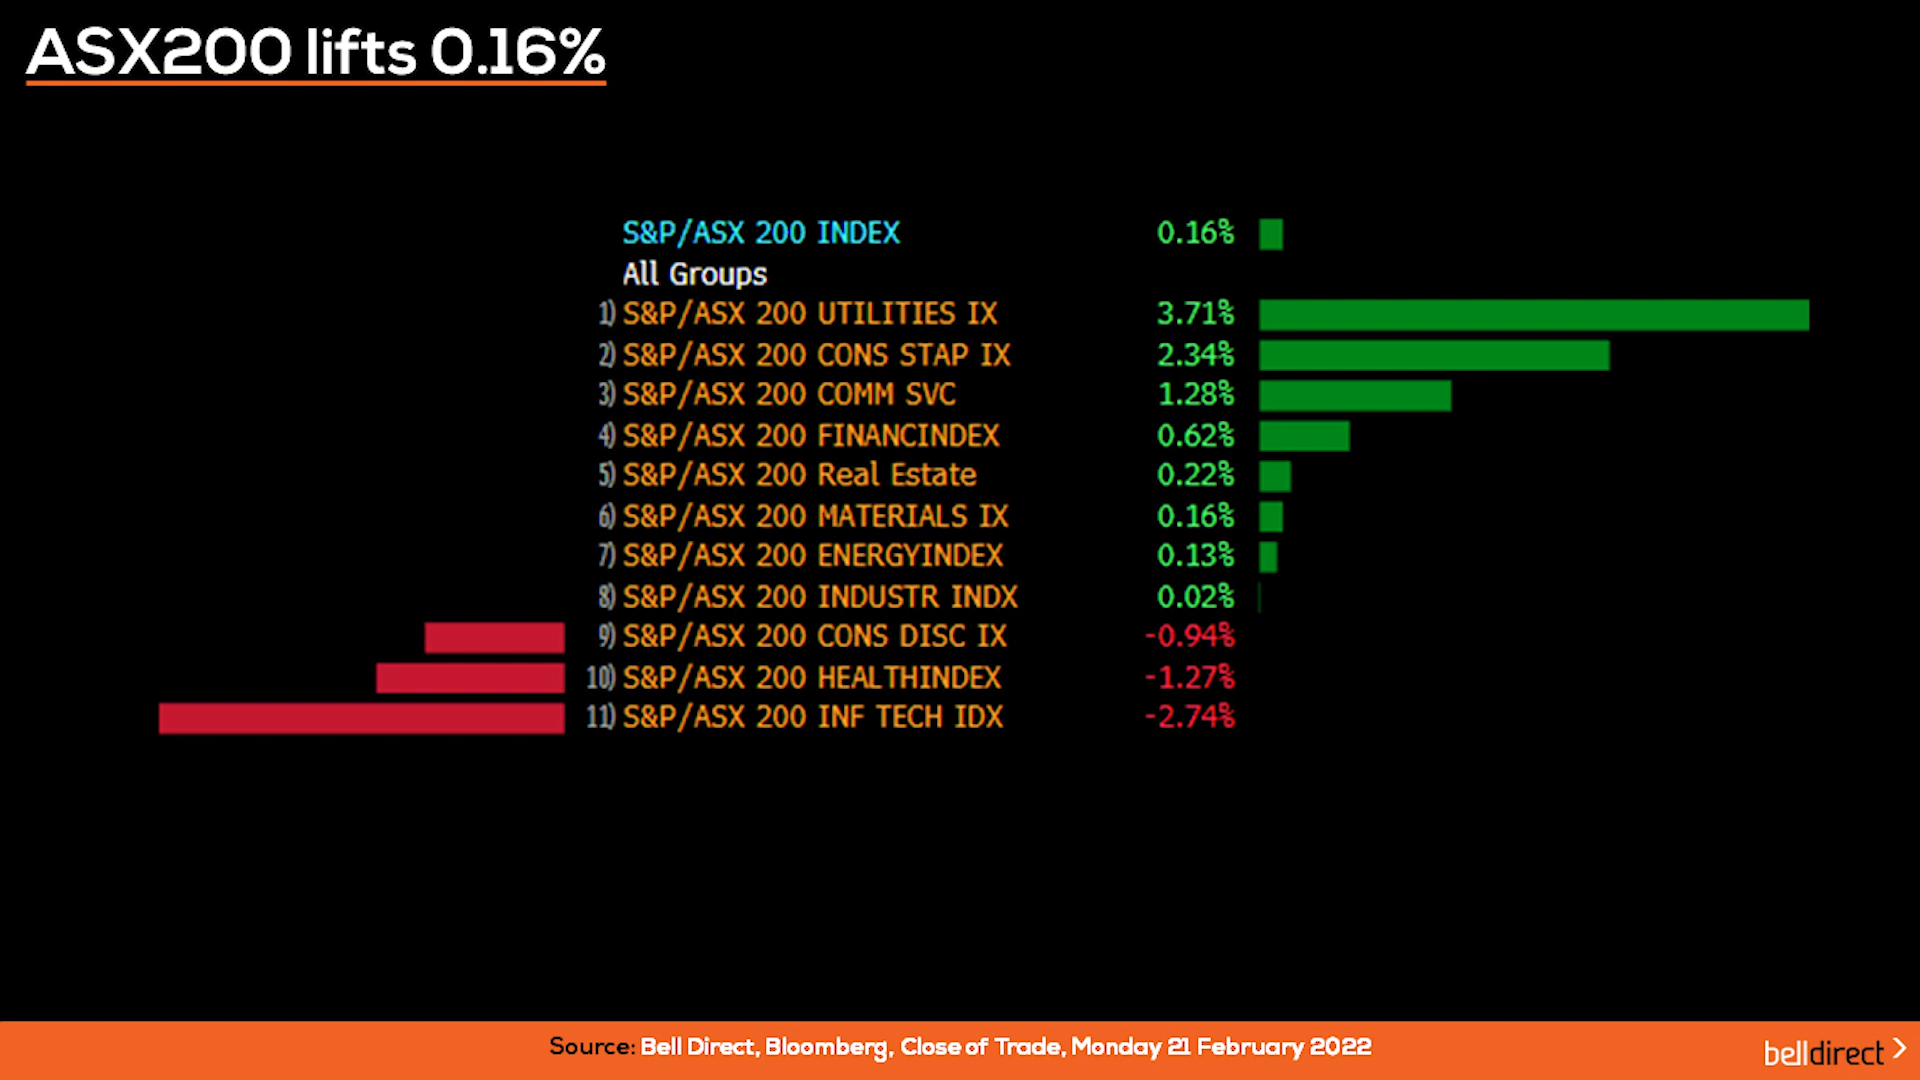 ASX200 lifts 0.16%
S&P/ASX 200 INDEX 0.16%
All Groups
1) S&P/ASX 200 UTILITIES IX 3.71%
2) S&P/ASX 200 CONS STAP IX 2.34%
3) S&P/ASX 200 COMM SVC 1.28%
4) S&P/ASX 200 FINANCINDEX 0.62%
5) S&P/ASX 200 Real Estate 0.22%
6) S&P/ASX 200 MATERIALS IX 0.16%
7) S&P/ASX 200 ENERGYINDEX 0.13%
8) S&P/ASX 200 INDUSTR INDX 0.02%
9) S&P/ASX 200 CONS DISC IX -0.94%
10) S&P/ASX 200 HEALTHINDEX -1.27%
11) S&P/ASX 200 INF TECH IDX -2.74%
Source: Bell Direct, Bloomberg, Close of Trade, Monday 21 February 2022
belldirect